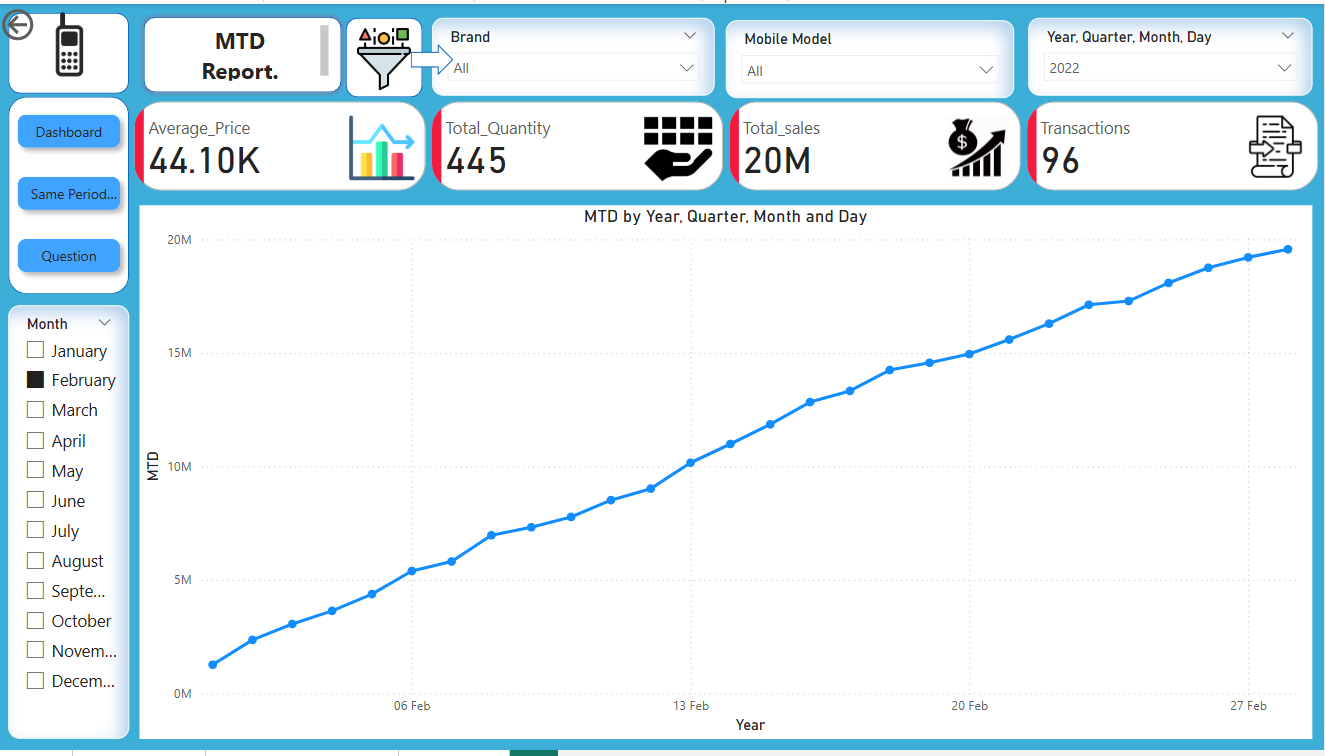 MTD
Report.
Brand
All
Mobile Model
All
Year, Quarter, Month, Day
2022
Dashboard
Same Period...
Question
Average_Price
44.10K
Total_Quantity
445
Total_sales
20M
Transactions
96
Month
January
February
March
April
May
June
July
August
Septe...
October
Novem...
Decem...
MTD by Year, Quarter, Month and Day
20M
15M
10M
5M
0M
MTD
06 Feb
13 Feb
20 Feb
27 Feb
Year